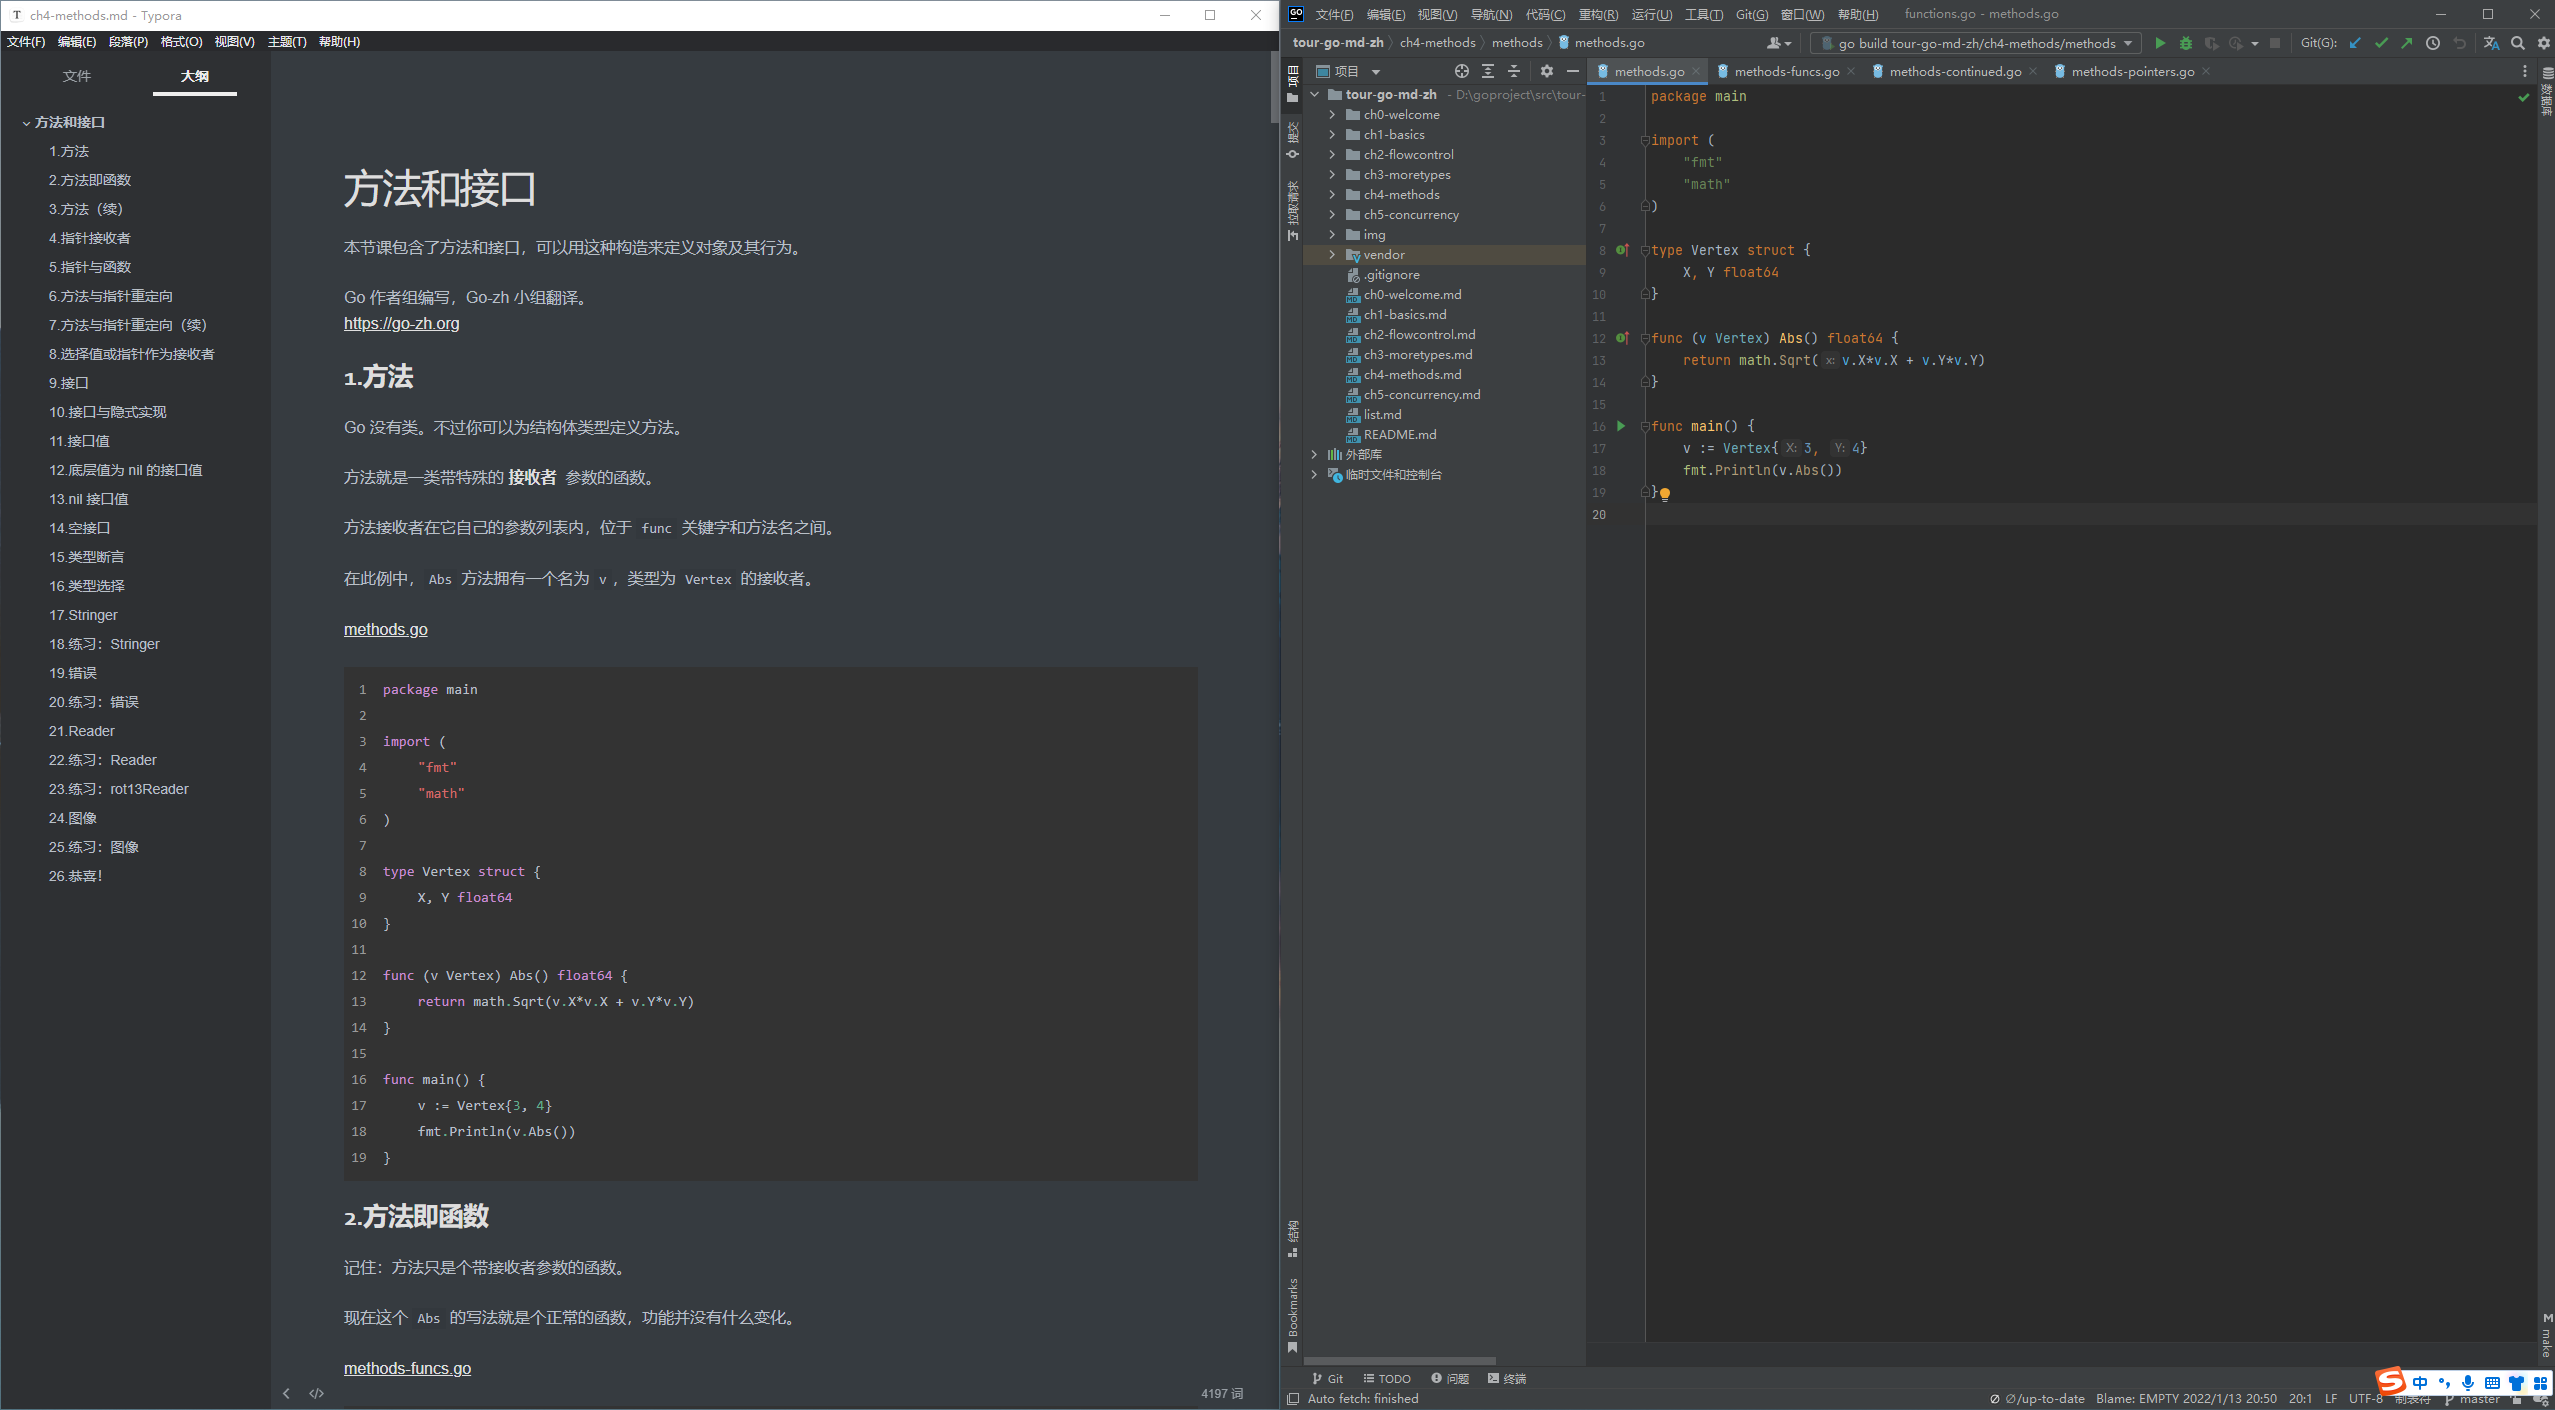 ch4-methods.md - Typora
文件(F) 编辑(E) 段落(P) 格式(O) 视图(V) 主题(T) 帮助(H)
文件 大纲
方法和接口
1.方法
2.方法即函数
3.方法（续）
4.指针接收者
5.指针与函数
6.方法与指针重定向
7.方法与指针重定向（续）
8.选择值或指针作为接收者
9.接口
10.接口与隐式实现
11.接口值
12.底层值为 nil 的接口值
13.nil 接口值
14.空接口
15.类型断言
16.类型选择
17.Stringer
18.练习：Stringer
19.错误
20.练习：错误
21.Reader
22.练习：Reader
23.练习：rot13Reader
24.图像
25.练习：图像
26.恭喜！
方法和接口
本节课包含了方法和接口，可以用这种构造来定义对象及其行为。
Go 作者组编写，Go-zh 小组翻译。
https://go-zh.org
1.方法
Go 没有类。不过你可以为结构体类型定义方法。
方法就是一类带特殊的 接收者 参数的函数。
方法接收者在它自己的参数列表内，位于 func 关键字和方法名之间。
在此例中，Abs 方法拥有一个名为 v，类型为 Vertex 的接收者。
methods.go
1 package main
2
3 import (
4 "fmt"
5 "math"
6 )
7
8 type Vertex struct {
9 X, Y float64
10 }
11
12 func (v Vertex) Abs() float64 {
13 return math.Sqrt(v.X*v.X + v.Y*v.Y)
14 }
15
16 func main() {
17 v := Vertex{3, 4}
18 fmt.Println(v.Abs())
19 }
2.方法即函数
记住：方法只是个带接收者参数的函数。
现在这个 Abs 的写法就是个正常的函数，功能并没有什么变化。
methods-funcs.go
4197 词
GO 文件(F) 编辑(E) 视图(V) 导航(N) 代码(C) 重构(R) 运行(U) 工具(T) Git(G) 窗口(W) 帮助(H) functions.go - methods.go
tour-go-md-zh ch4-methods methods methods.go go build tour-go-md-zh/ch4-methods/methods Git(G):
项目 methods.go methods-funcs.go methods-continued.go methods-pointers.go
项目
提交
拉取请求
tour-go-md-zh - D:\goproject\src\tour-
ch0-welcome
ch1-basics
ch2-flowcontrol
ch3-moretypes
ch4-methods
ch5-concurrency
img
vendor
.gitignore
ch0-welcome.md
ch1-basics.md
ch2-flowcontrol.md
ch3-moretypes.md
ch4-methods.md
ch5-concurrency.md
list.md
README.md
外部库
临时文件和控制台
1 package main
2
3 import (
4 "fmt"
5 "math"
6 )
7
8 type Vertex struct {
9 X, Y float64
10 }
11
12 func (v Vertex) Abs() float64 {
13 return math.Sqrt( x: v.X*v.X + v.Y*v.Y)
14 }
15
16 func main() {
17 v := Vertex{ X: 3, Y: 4}
18 fmt.Println(v.Abs())
19 }
20
数据库
结构
Bookmarks
make
Git TODO 问题 终端
Auto fetch: finished
∅/up-to-date Blame: EMPTY 2022/1/13 20:50 20:1 LF UTF-8 制表符 master
中